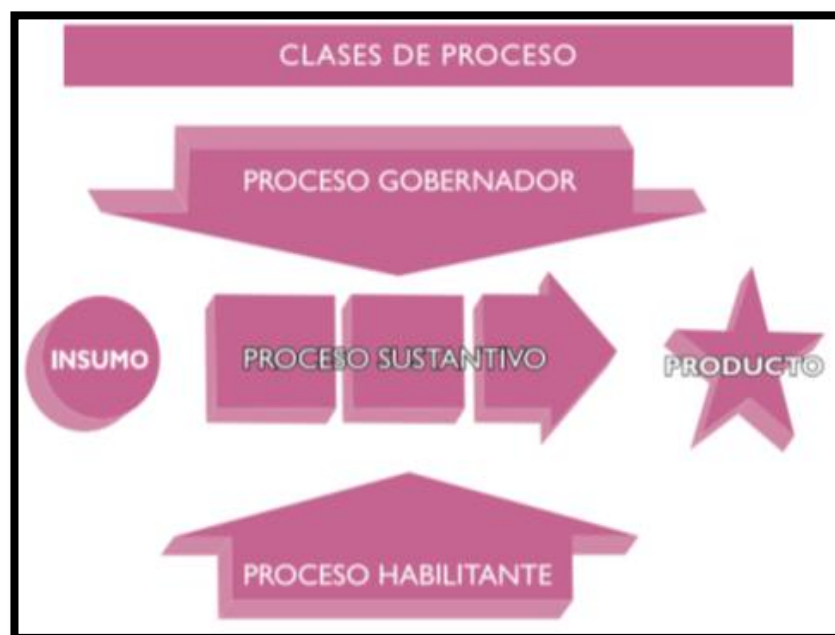 CLASES DE PROCESO
PROCESO GOBERNADOR
INSUMO
PROCESO SUSTANTIVO
PRODUCTO
PROCESO HABILITANTE